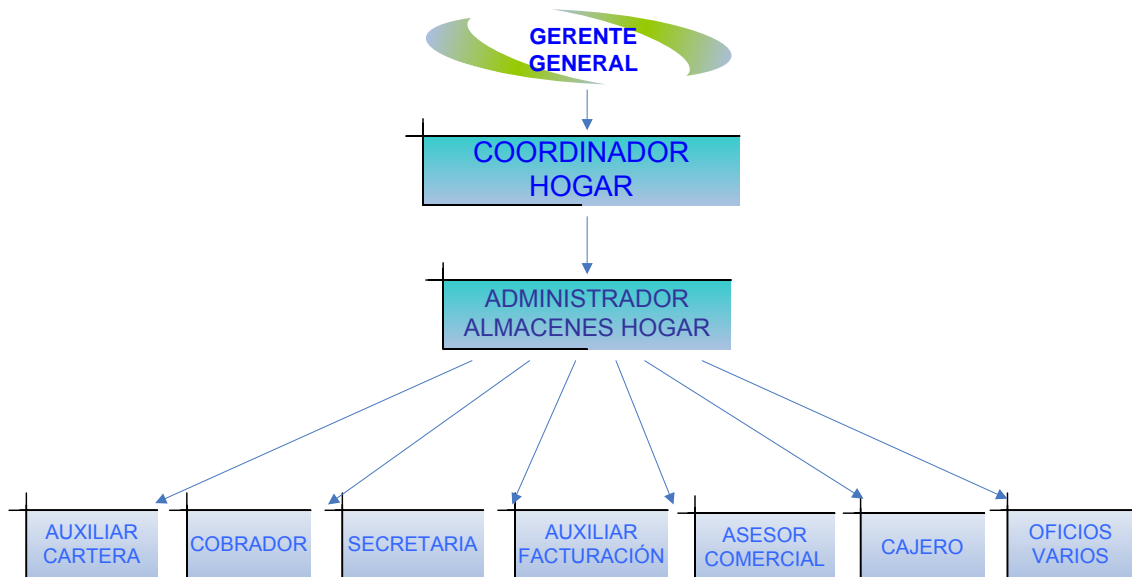 GERENTE
GENERAL
COORDINADOR
HOGAR
ADMINISTRADOR
ALMACENES HOGAR
AUXILIAR
CARTERA
COBRADOR
SECRETARIA
AUXILIAR
FACTURACIÓN
ASESOR
COMERCIAL
CAJERO
OFICIOS
VARIOS